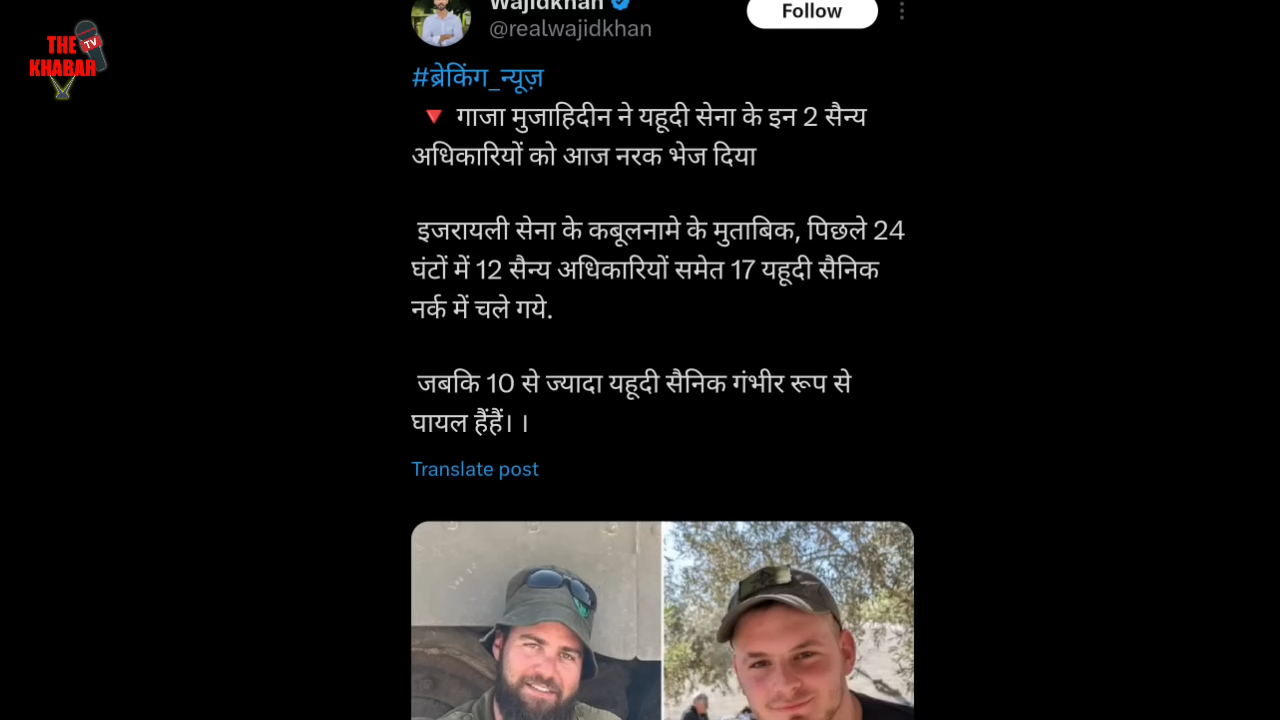 THE
TV
KHABAR
Wajidkhan
Follow
@realwajidkhan
#ब्रेकिंग_न्यूज़
🔻 गाजा मुजाहिदीन ने यहूदी सेना के इन 2 सैन्य
अधिकारियों को आज नरक भेज दिया
इजरायली सेना के कबूलनामे के मुताबिक, पिछले 24
घंटों में 12 सैन्य अधिकारियों समेत 17 यहूदी सैनिक
नर्क में चले गये.
जबकि 10 से ज्यादा यहूदी सैनिक गंभीर रूप से
घायल हैंहैं। ।
Translate post